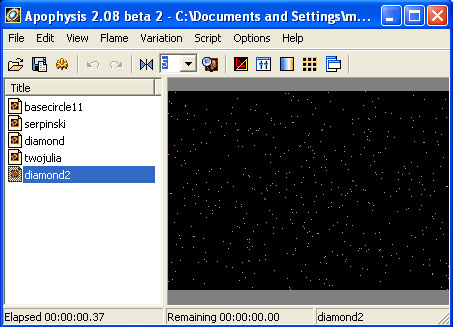 Apophysis 2.08 beta 2 - C:\Documents and Settings\m...
File Edit View Flame Variation Script Options Help
5
Title
basecircle11
serpinski
diamond
twojulia
diamond2
Elapsed 00:00:00.37 Remaining 00:00:00.00 diamond2